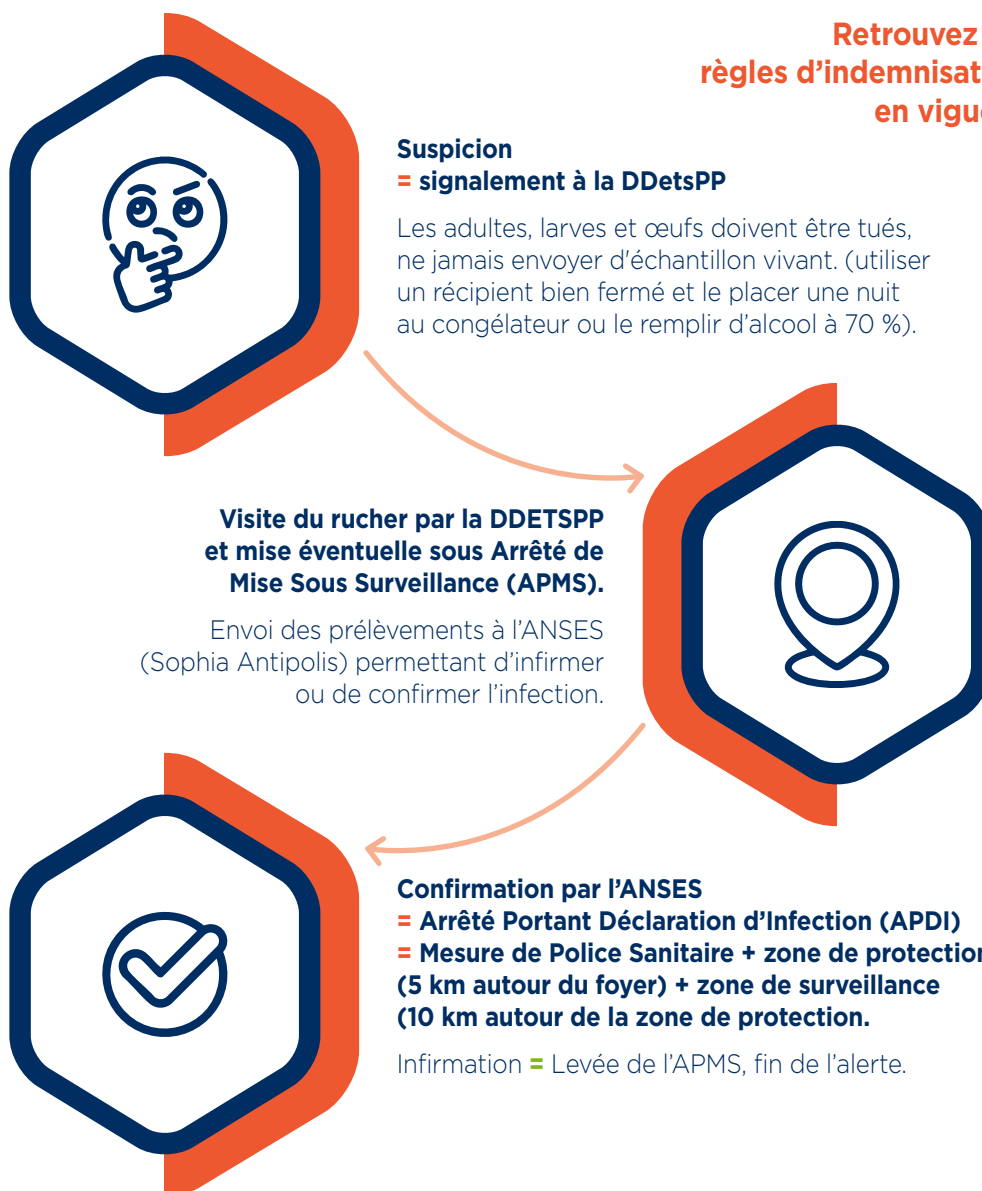 Retrouvez
règles d’indemnisat
en vigu
Suspicion
= signalement à la DDetsPP
Les adultes, larves et œufs doivent être tués,
ne jamais envoyer d'échantillon vivant. (utiliser
un récipient bien fermé et le placer une nuit
au congélateur ou le remplir d’alcool à 70 %).
Visite du rucher par la DDETSPP
et mise éventuelle sous Arrêté de
Mise Sous Surveillance (APMS).
Envoi des prélèvements à l’ANSES
(Sophia Antipolis) permettant d’infirmer
ou de confirmer l’infection.
Confirmation par l’ANSES
= Arrêté Portant Déclaration d’Infection (APDI)
= Mesure de Police Sanitaire + zone de protection
(5 km autour du foyer) + zone de surveillance
(10 km autour de la zone de protection.
Infirmation = Levée de l’APMS, fin de l’alerte.